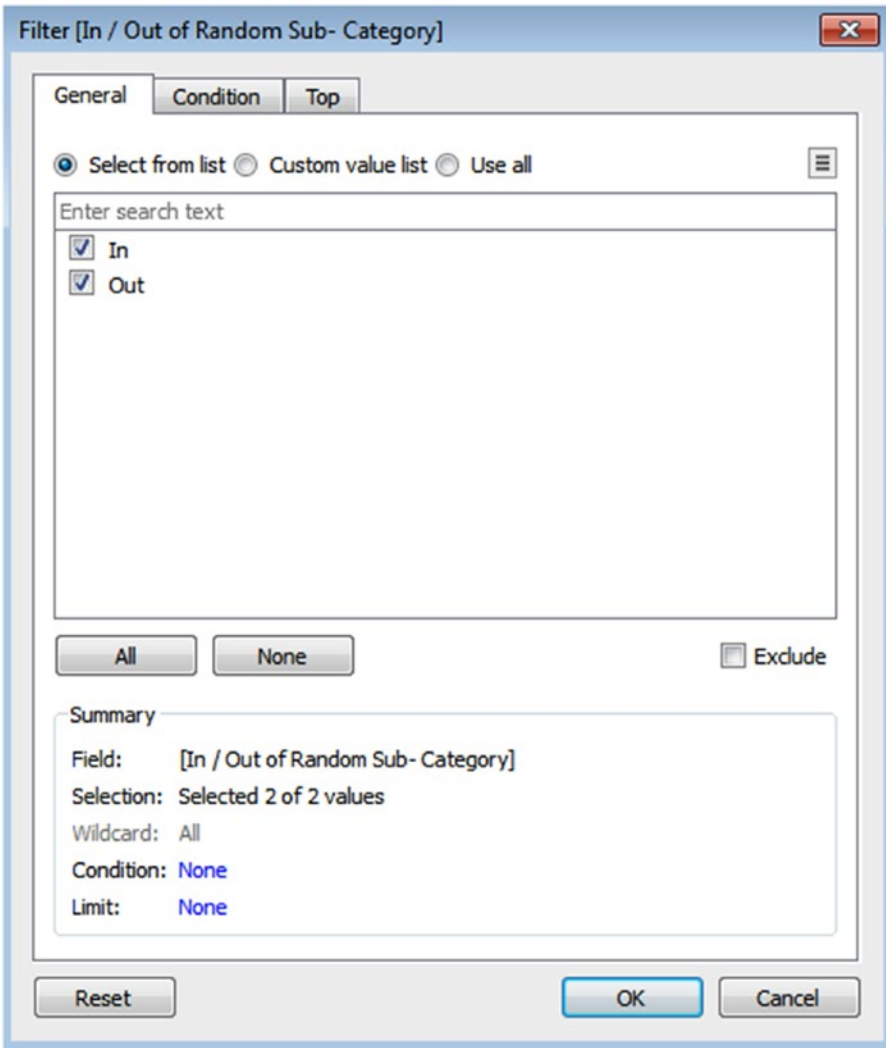 Filter [In / Out of Random Sub- Category]
General Condition Top
Select from list Custom value list Use all
Enter search text
In
Out
All None Exclude
Summary
Field: [In / Out of Random Sub- Category]
Selection: Selected 2 of 2 values
Wildcard: All
Condition: None
Limit: None
Reset OK Cancel